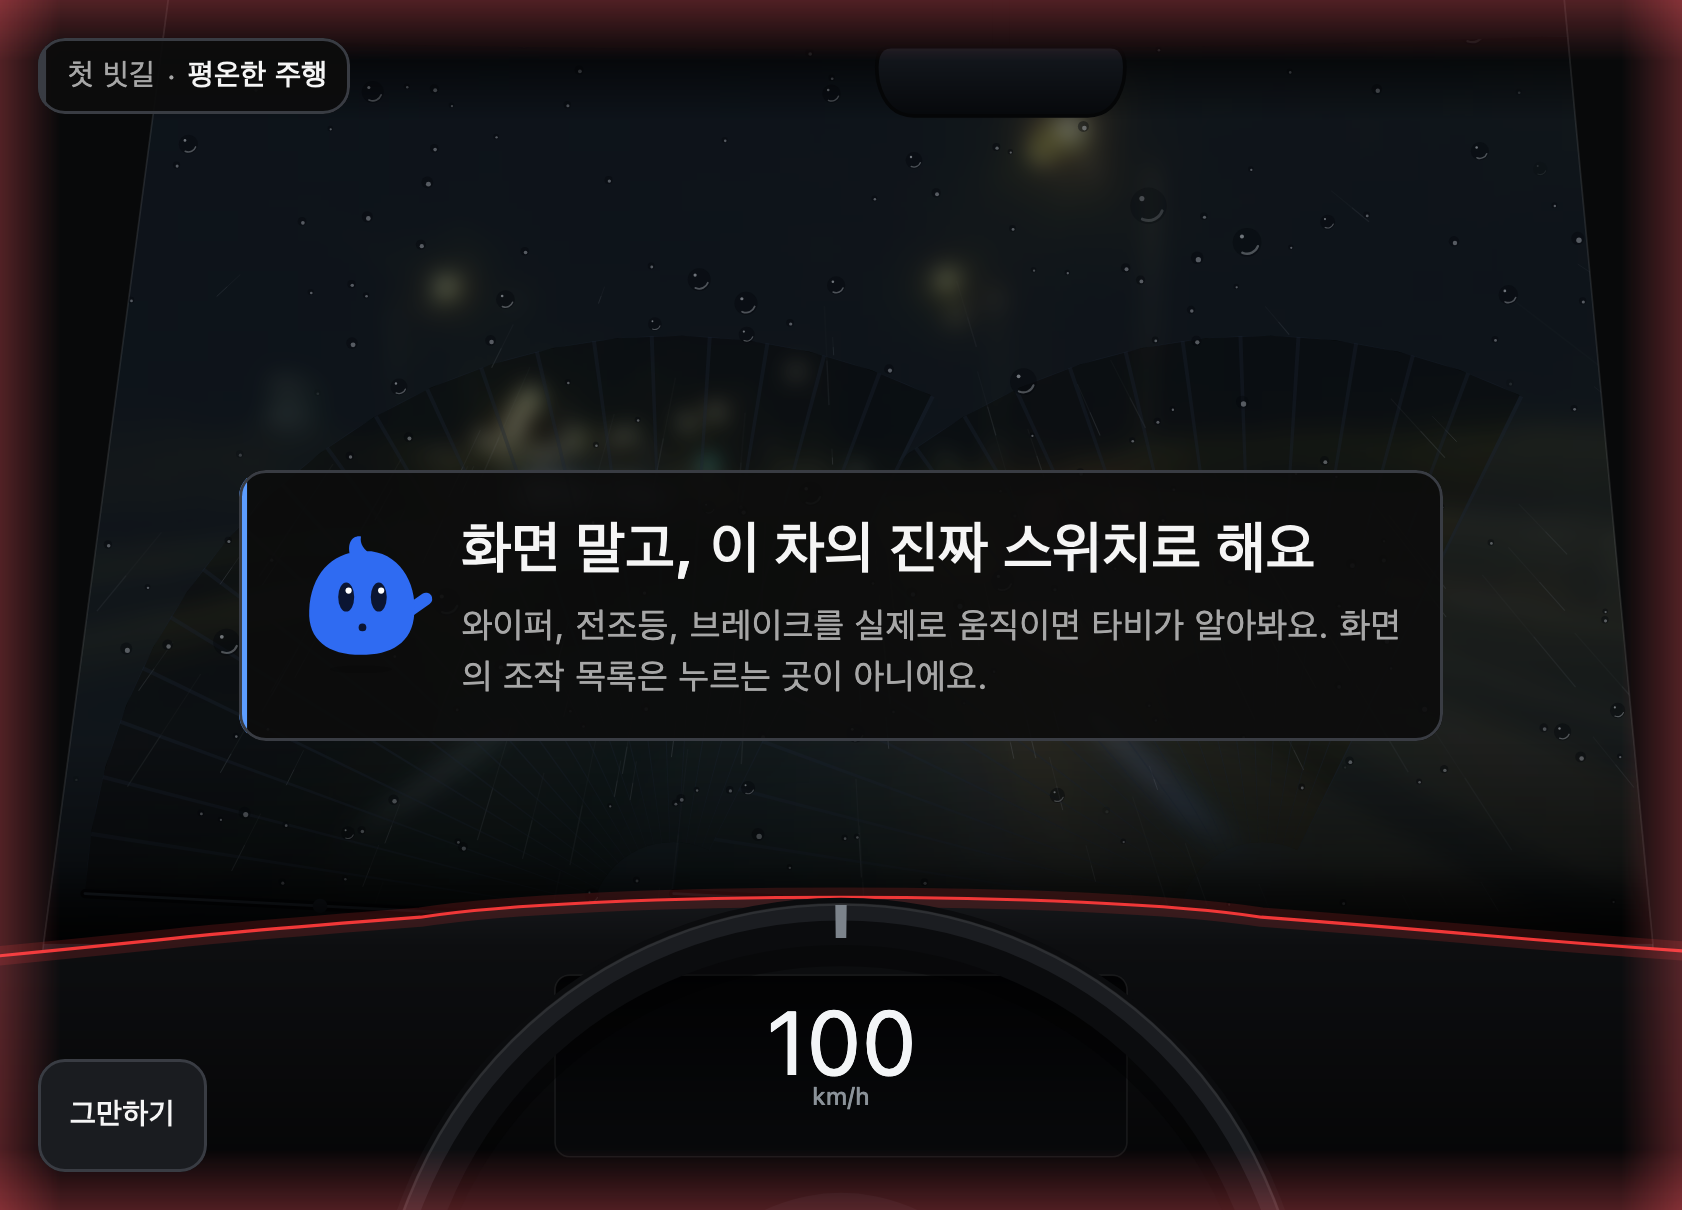 첫 빗길 · 평온한 주행
화면 말고, 이 차의 진짜 스위치로 해요
와이퍼, 전조등, 브레이크를 실제로 움직이면 타비가 알아봐요. 화면
의 조작 목록은 누르는 곳이 아니에요.
100
km/h
그만하기